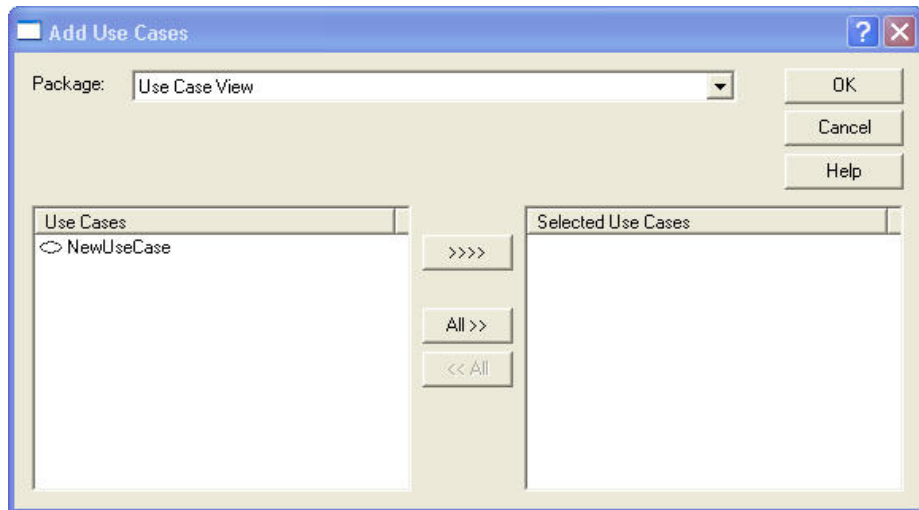 Add Use Cases
Package: Use Case View
OK
Cancel
Help
Use Cases
Selected Use Cases
NewUseCase
>>>>
All >>
<< All